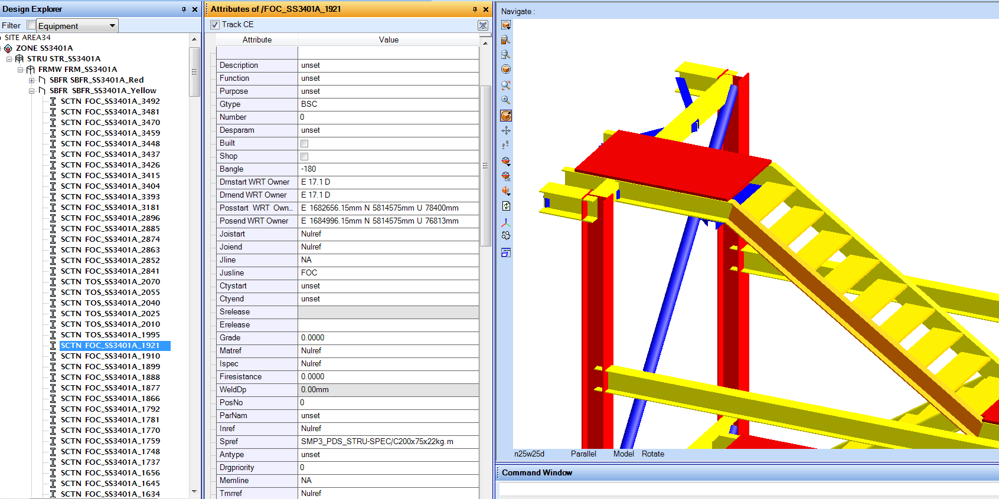 Design Explorer
Filter Equipment
SITE AREA34
ZONE SS3401A
STRU STR_SS3401A
FRMW FRM_SS3401A
SBFR SBFR_SS3401A_Red
SBFR SBFR_SS3401A_Yellow
SCTN FOC_SS3401A_3492
SCTN FOC_SS3401A_3481
SCTN FOC_SS3401A_3470
SCTN FOC_SS3401A_3459
SCTN FOC_SS3401A_3448
SCTN FOC_SS3401A_3437
SCTN FOC_SS3401A_3426
SCTN FOC_SS3401A_3415
SCTN FOC_SS3401A_3404
SCTN FOC_SS3401A_3393
SCTN FOC_SS3401A_3181
SCTN FOC_SS3401A_2896
SCTN FOC_SS3401A_2885
SCTN FOC_SS3401A_2874
SCTN FOC_SS3401A_2863
SCTN FOC_SS3401A_2852
SCTN FOC_SS3401A_2841
SCTN TOS_SS3401A_2070
SCTN TOS_SS3401A_2055
SCTN TOS_SS3401A_2040
SCTN TOS_SS3401A_2025
SCTN TOS_SS3401A_2010
SCTN TOS_SS3401A_1995
SCTN FOC_SS3401A_1921
SCTN FOC_SS3401A_1910
SCTN FOC_SS3401A_1899
SCTN FOC_SS3401A_1888
SCTN FOC_SS3401A_1877
SCTN FOC_SS3401A_1866
SCTN FOC_SS3401A_1792
SCTN FOC_SS3401A_1781
SCTN FOC_SS3401A_1770
SCTN FOC_SS3401A_1759
SCTN FOC_SS3401A_1748
SCTN FOC_SS3401A_1737
SCTN FOC_SS3401A_1656
SCTN FOC_SS3401A_1645
SCTN FOC_SS3401A_1634
Attributes of /FOC_SS3401A_1921
Track CE
Attribute Value
Description unset
Function unset
Purpose unset
Gtype BSC
Number 0
Desparam unset
Built
Shop
Bangle -180
Drnstart WRT Owner E 17.1 D
Drnend WRT Owner E 17.1 D
Posstart WRT Own... E 1682656.15mm N 5814575mm U 78400mm
Posend WRT Owner E 1684996.15mm N 5814575mm U 76813mm
Joistart Nulref
Joiend Nulref
Jline NA
Jusline FOC
Ctystart unset
Ctyend unset
Srelease
Erelease
Grade 0.0000
Matref Nulref
Ispec Nulref
Firesistance 0.0000
WeldDp 0.00mm
PosNo 0
ParNam unset
Inref Nulref
Spref SMP3_PDS_STRU-SPEC/C200x75x22kg.m
Antype unset
Drgpriority 0
Memline NA
Tmrref Nulref
Navigate :
n25w25d Parallel Model Rotate
Command Window